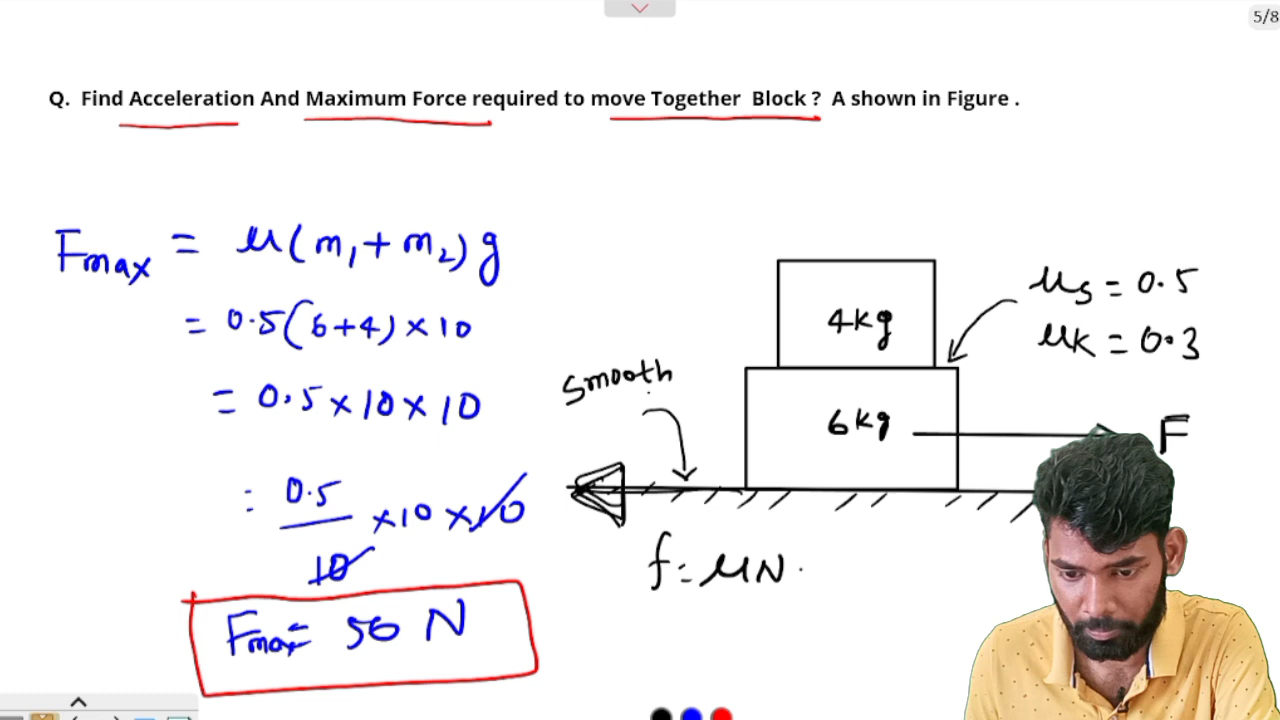 5/8
Q. Find Acceleration And Maximum Force required to move Together Block ? A shown in Figure .
Fmax = μ(m₁+m₂)g
= 0.5(6+4)×10
= 0.5×10×10
= 0.5/10 ×10×10
Fmax= 50 N
4kg
6kg
μs = 0.5
μK = 0.3
Smooth
F
f=μN.